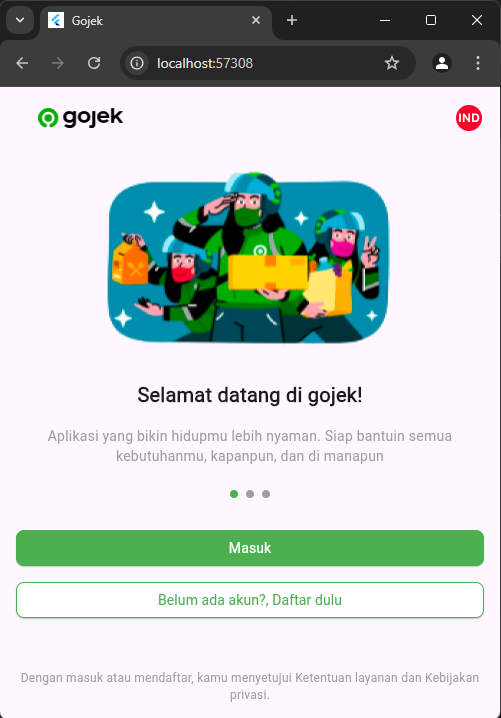 Gojek
localhost:57308
gojek
IND
Selamat datang di gojek!
Aplikasi yang bikin hidupmu lebih nyaman. Siap bantuin semua
kebutuhanmu, kapanpun, dan di manapun
Masuk
Belum ada akun?, Daftar dulu
Dengan masuk atau mendaftar, kamu menyetujui Ketentuan layanan dan Kebijakan
privasi.